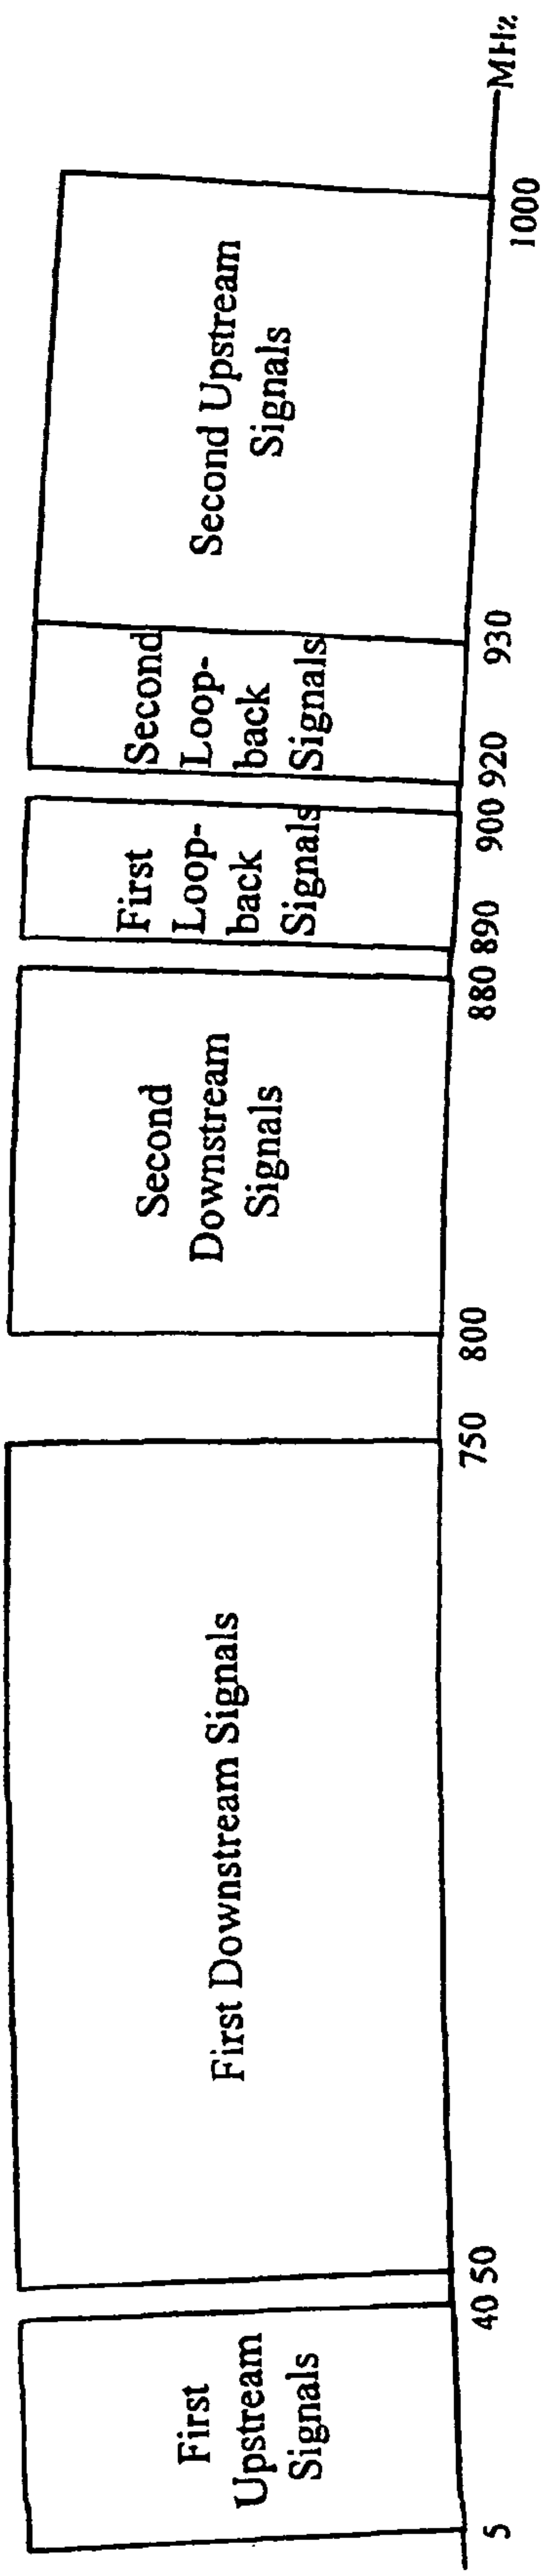 First
Upstream
Signals
First Downstream Signals
Second
Downstream
Signals
First
Loop-
back
Signals
Second
Loop-
back
Signals
Second Upstream
Signals
5
40 50
750
800
880 890
900 920
930
1000
MHz